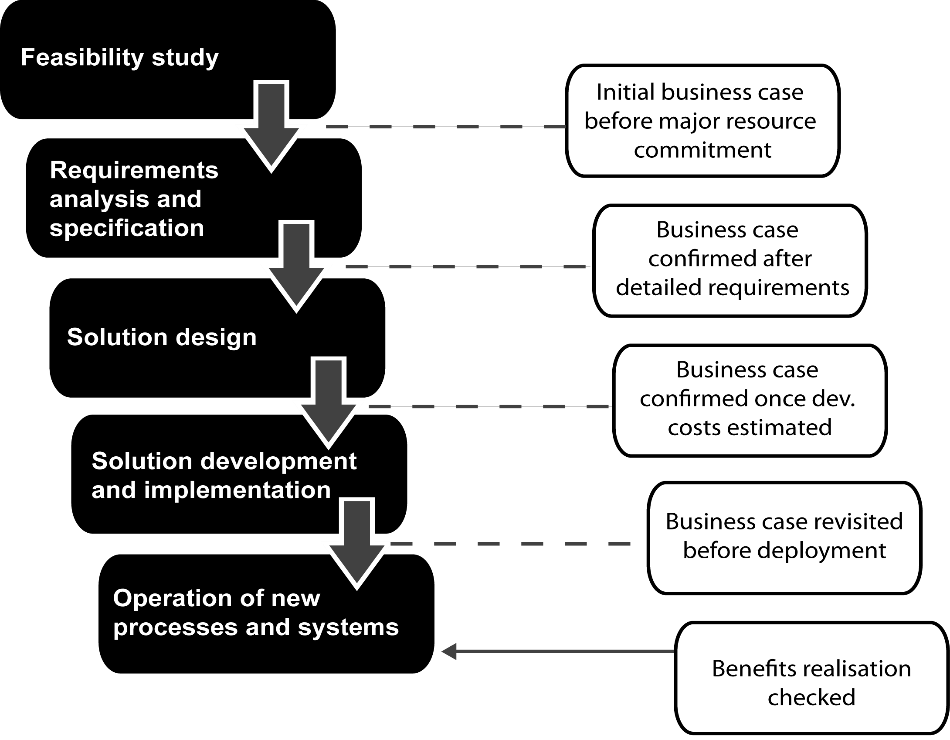 Feasibility study
Initial business case
before major resource
commitment
Requirements
analysis and
specification
Business case
confirmed after
detailed requirements
Solution design
Business case
confirmed once dev.
costs estimated
Solution development
and implementation
Business case revisited
before deployment
Operation of new
processes and systems
Benefits realisation
checked